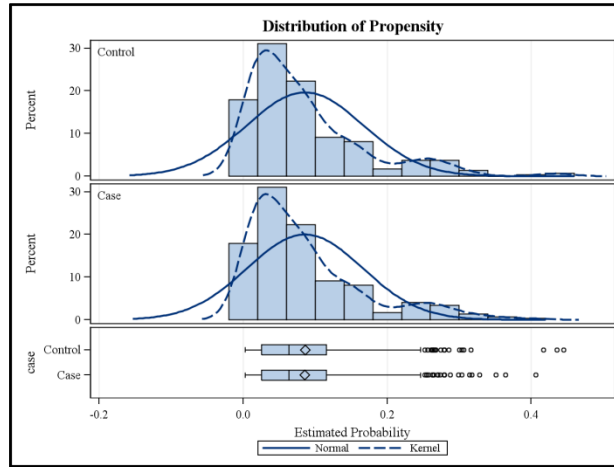 Distribution of Propensity
Control
30
20
10
0
Percent
Case
30
20
10
0
Percent
Control
Case
case
-0.2 0.0 0.2 0.4
Estimated Probability
Normal Kernel